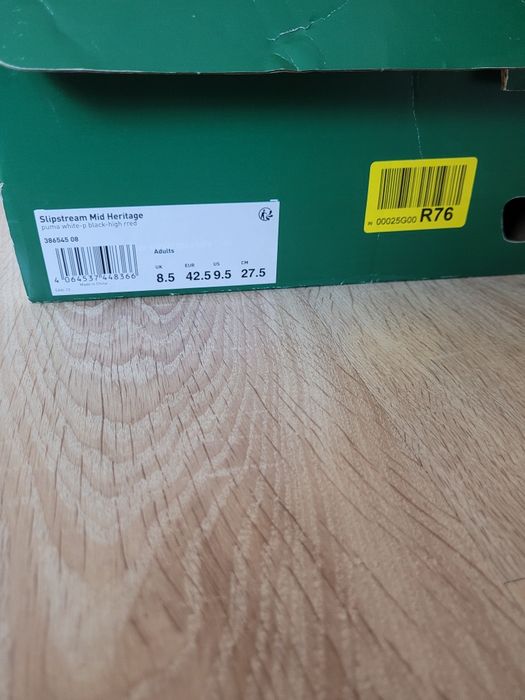 Slipstream Mid Heritage
puma white-p black-high rred
386545 08
Adults
UK EUR US CM
8.5 42.5 9.5 27.5
4 064537 448366
Made in China
00025G00 R76